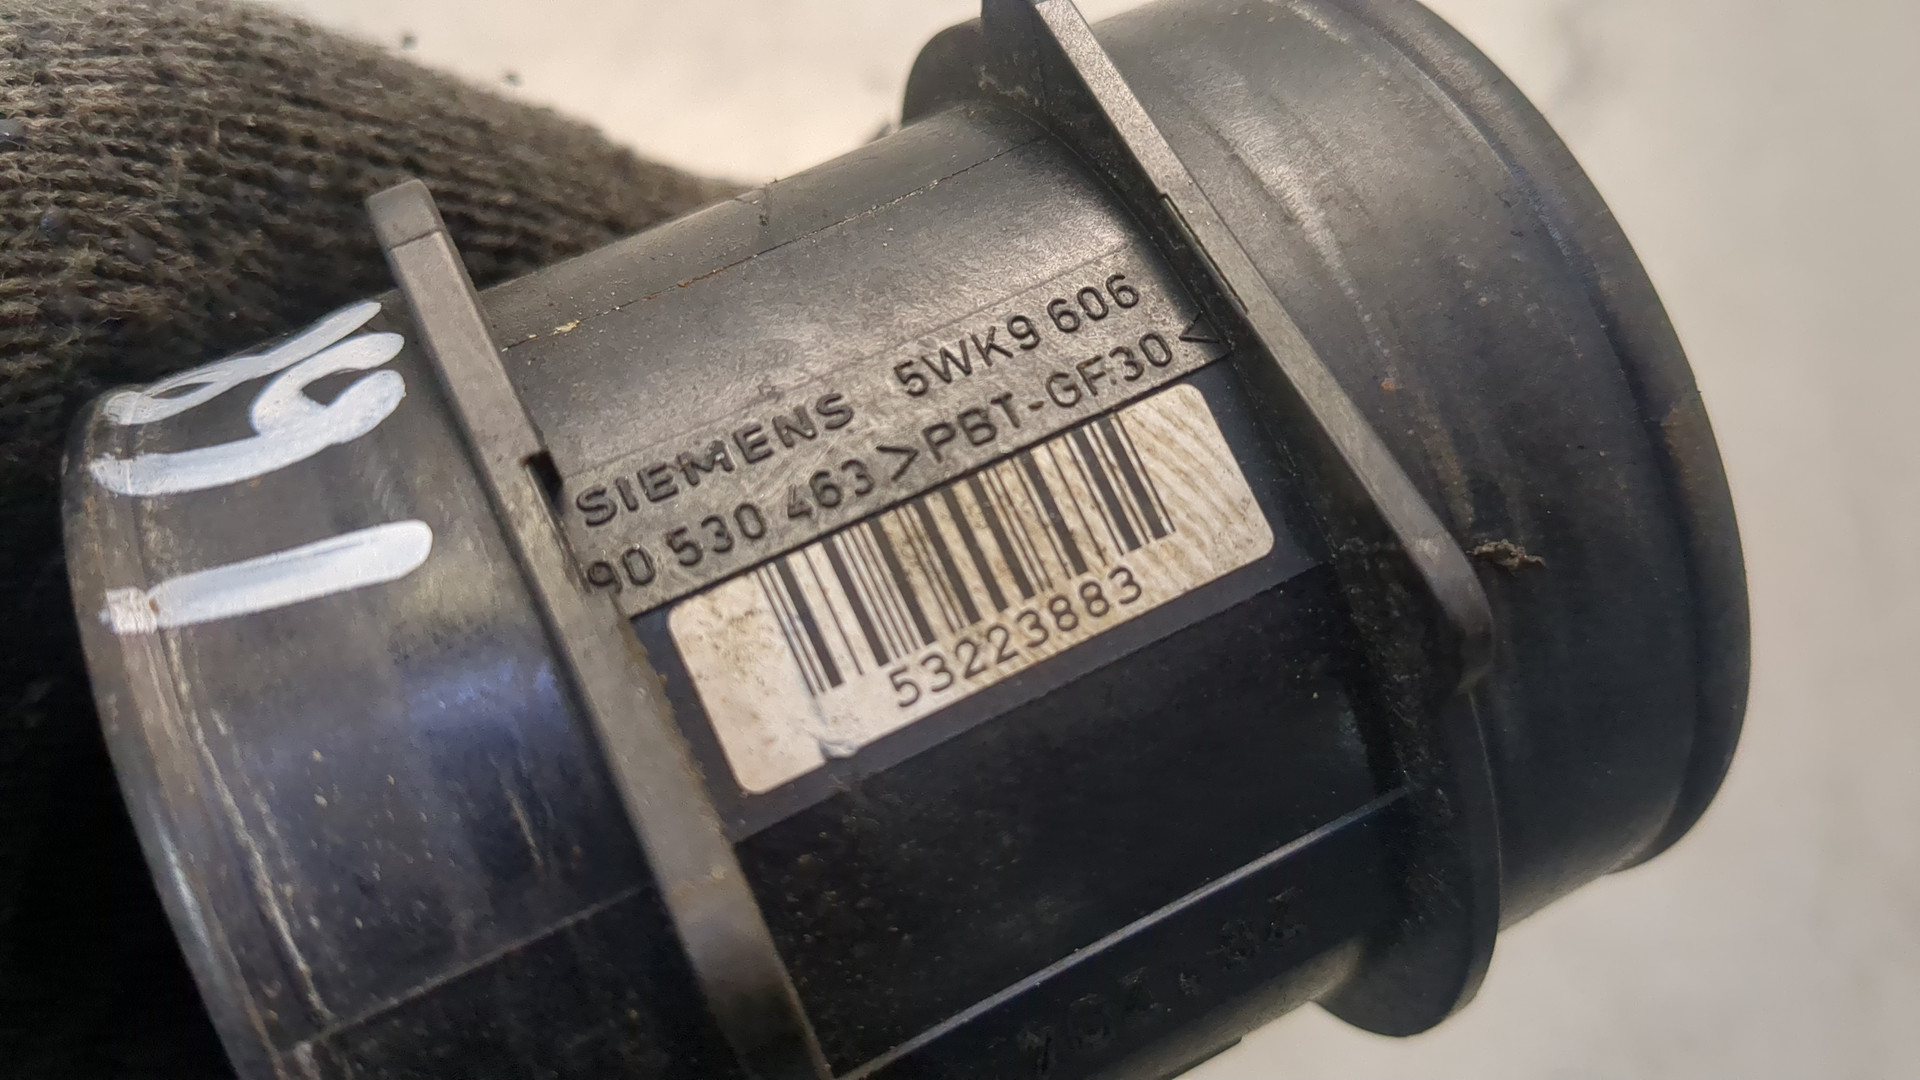 SIEMENS 5WK9 606
90 530 463 >PBT-GF30<
53223883